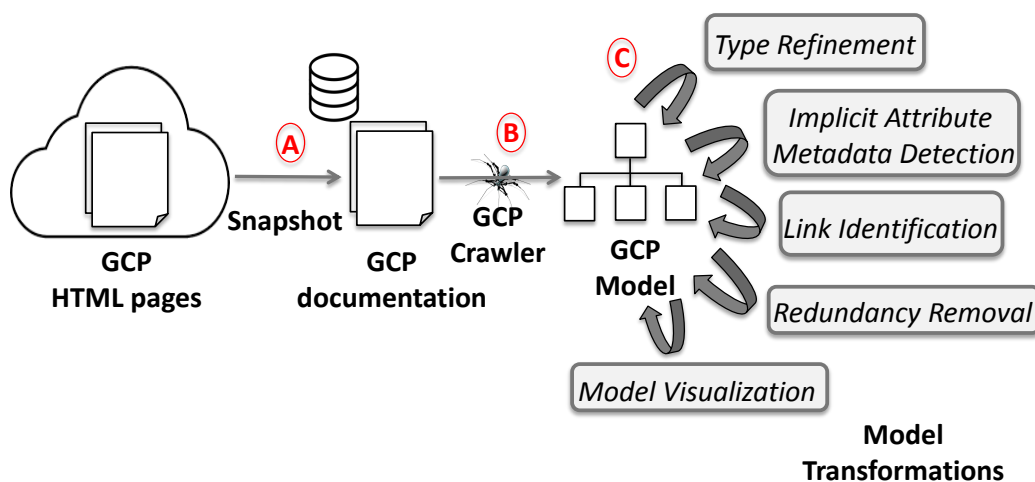 C
Type Refinement
A
B
Implicit Attribute
Metadata Detection
Snapshot
GCP
Crawler
Link Identification
GCP
HTML pages
GCP
documentation
GCP
Model
Redundancy Removal
Model Visualization
Model
Transformations